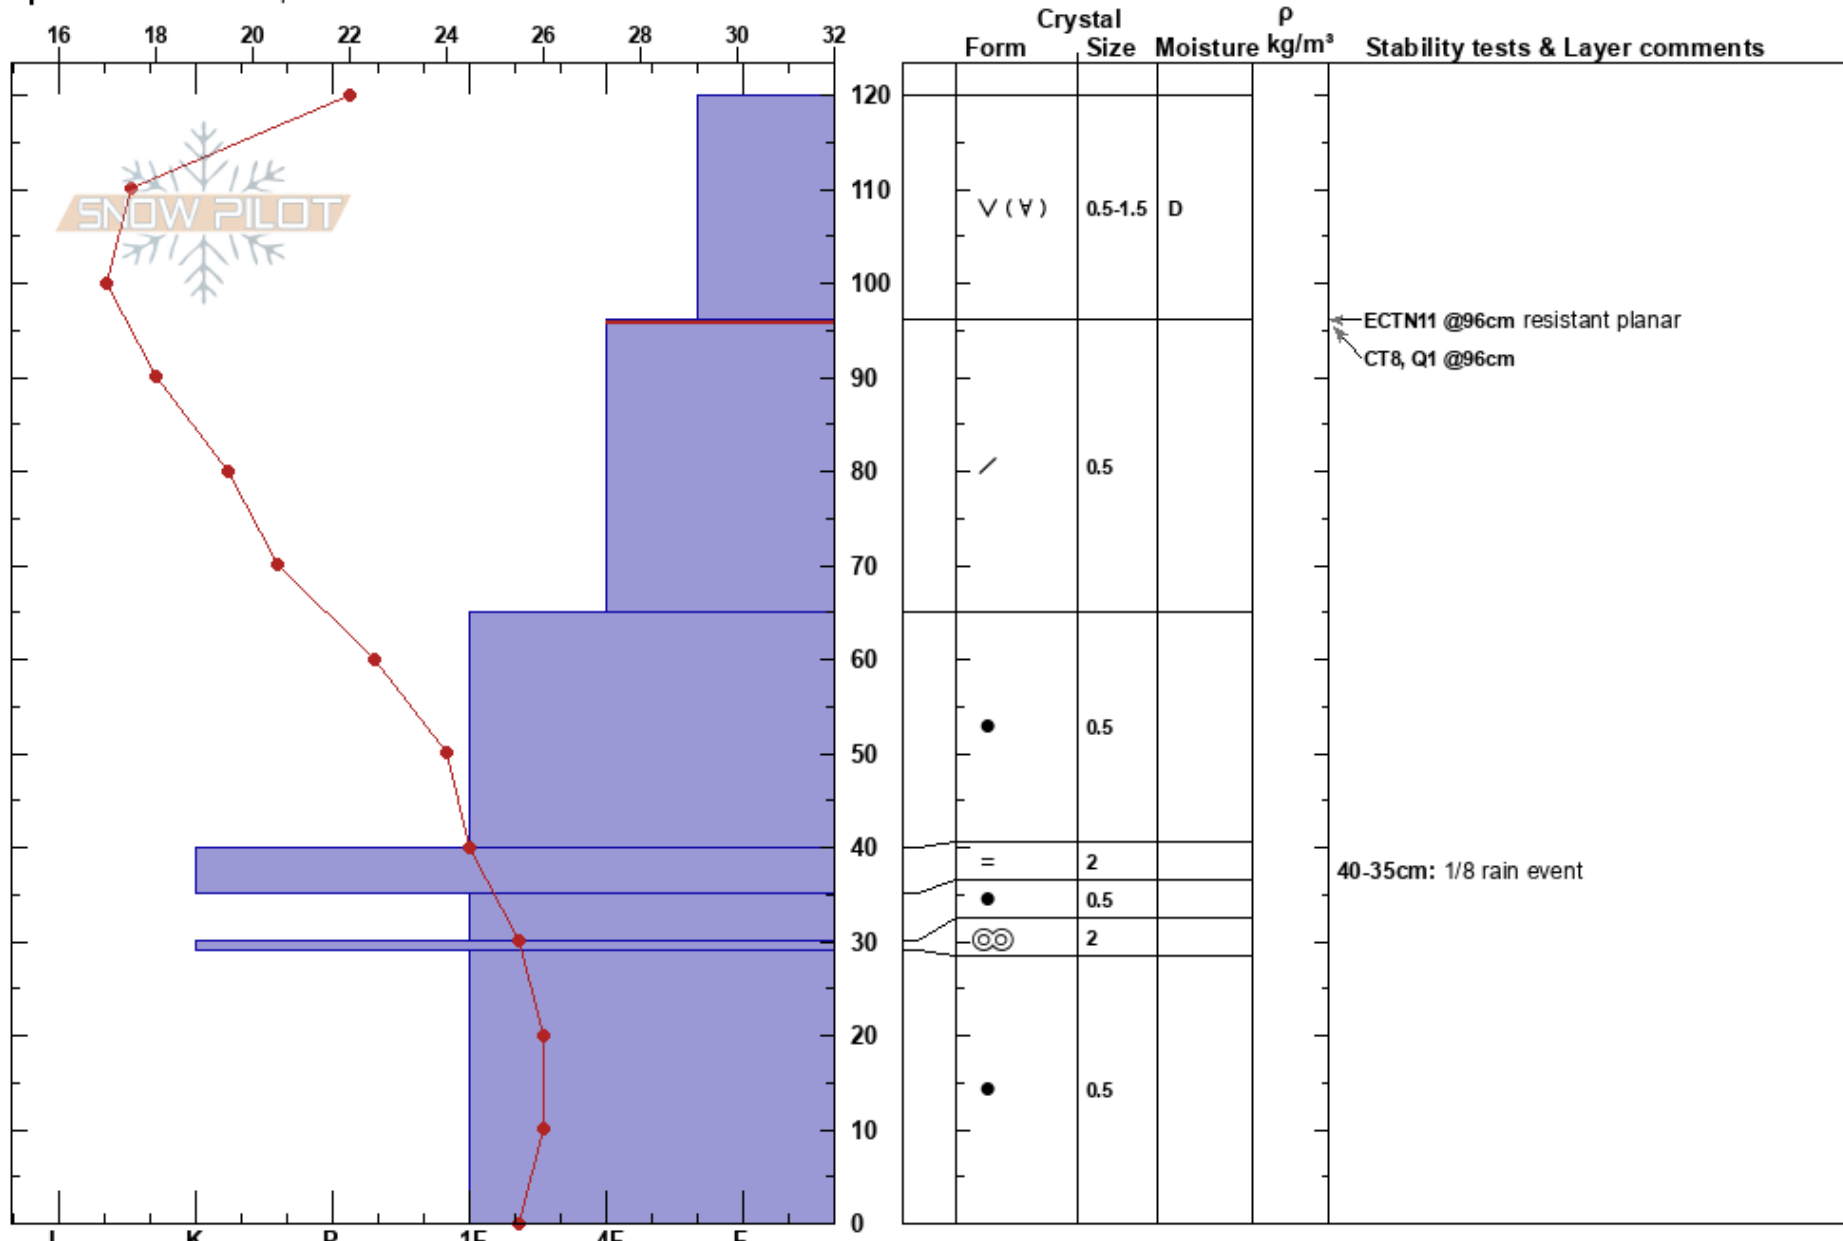 16 18 20 22 24 26 28 30 32
Crystal
ρ
Form Size Moisture kg/m³ Stability tests & Layer comments
120
SNOW PILOT
110
∨ (∀) 0.5-1.5 D
100
ECTN11 @96cm resistant planar
CT8, Q1 @96cm
90
80
/ 0.5
70
60
● 0.5
50
40
= 2
40-35cm: 1/8 rain event
● 0.5
30
2
20
● 0.5
10
0
I K P 1F 4F F